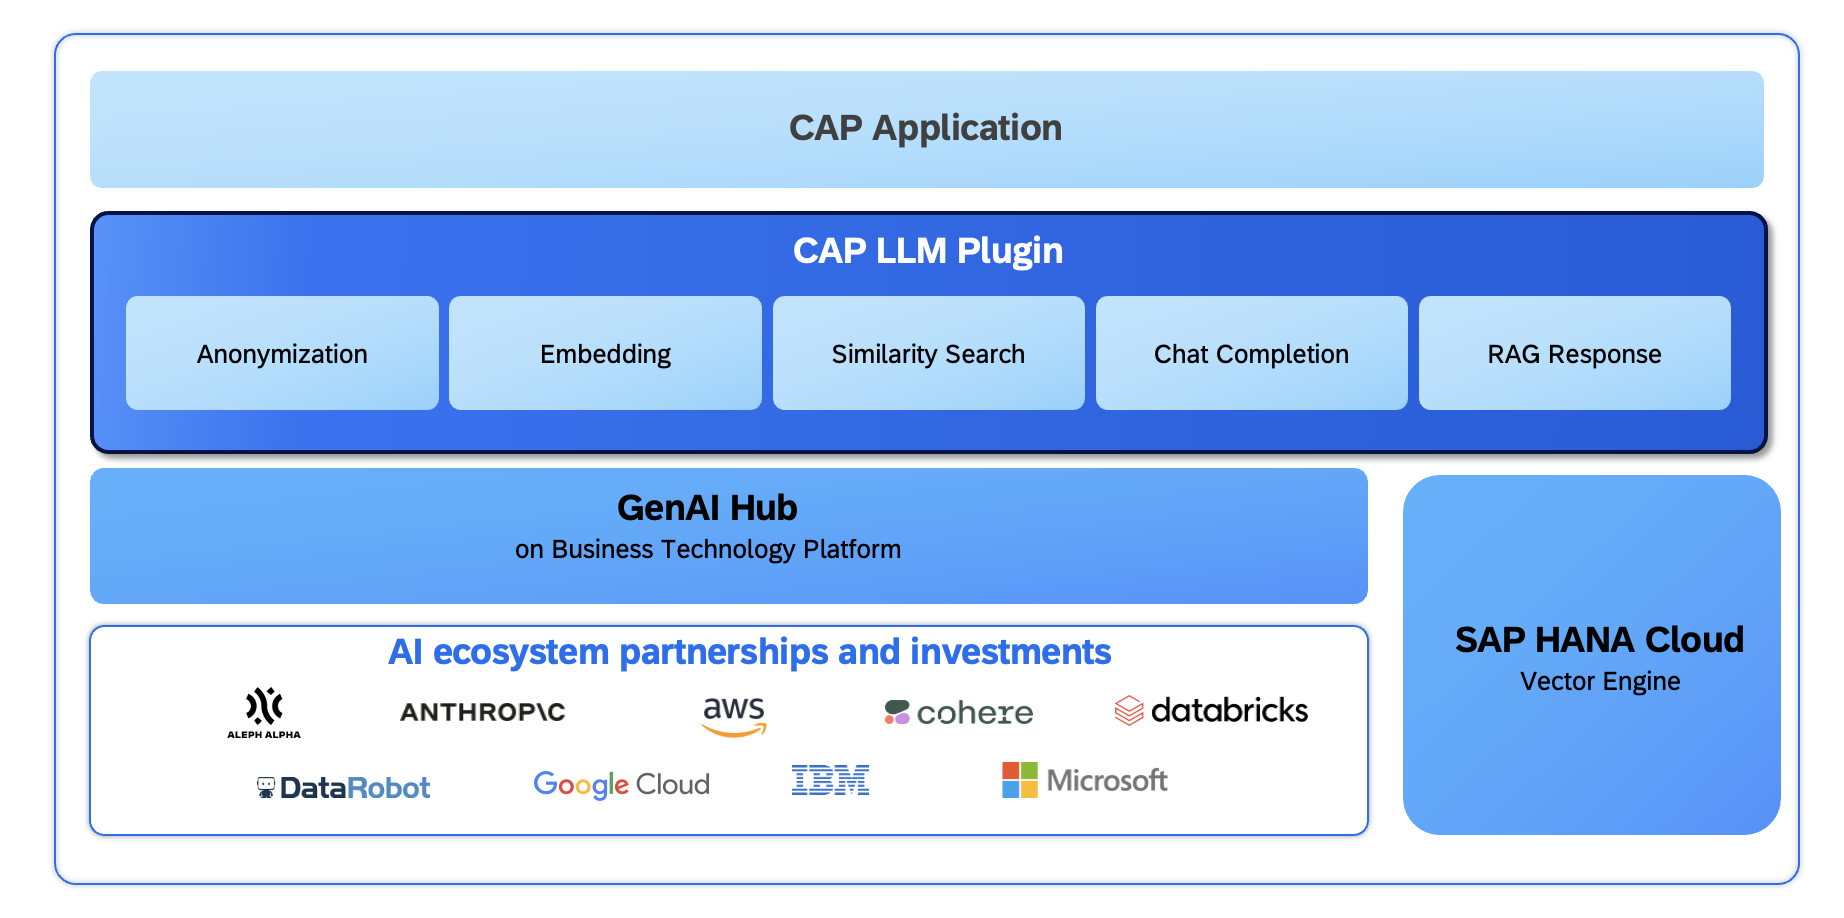 CAP Application
CAP LLM Plugin
Anonymization
Embedding
Similarity Search
Chat Completion
RAG Response
GenAI Hub
on Business Technology Platform
AI ecosystem partnerships and investments
ALEPH ALPHA
ANTHROP\C
aws
cohere
databricks
DataRobot
Google Cloud
IBM
Microsoft
SAP HANA Cloud
Vector Engine